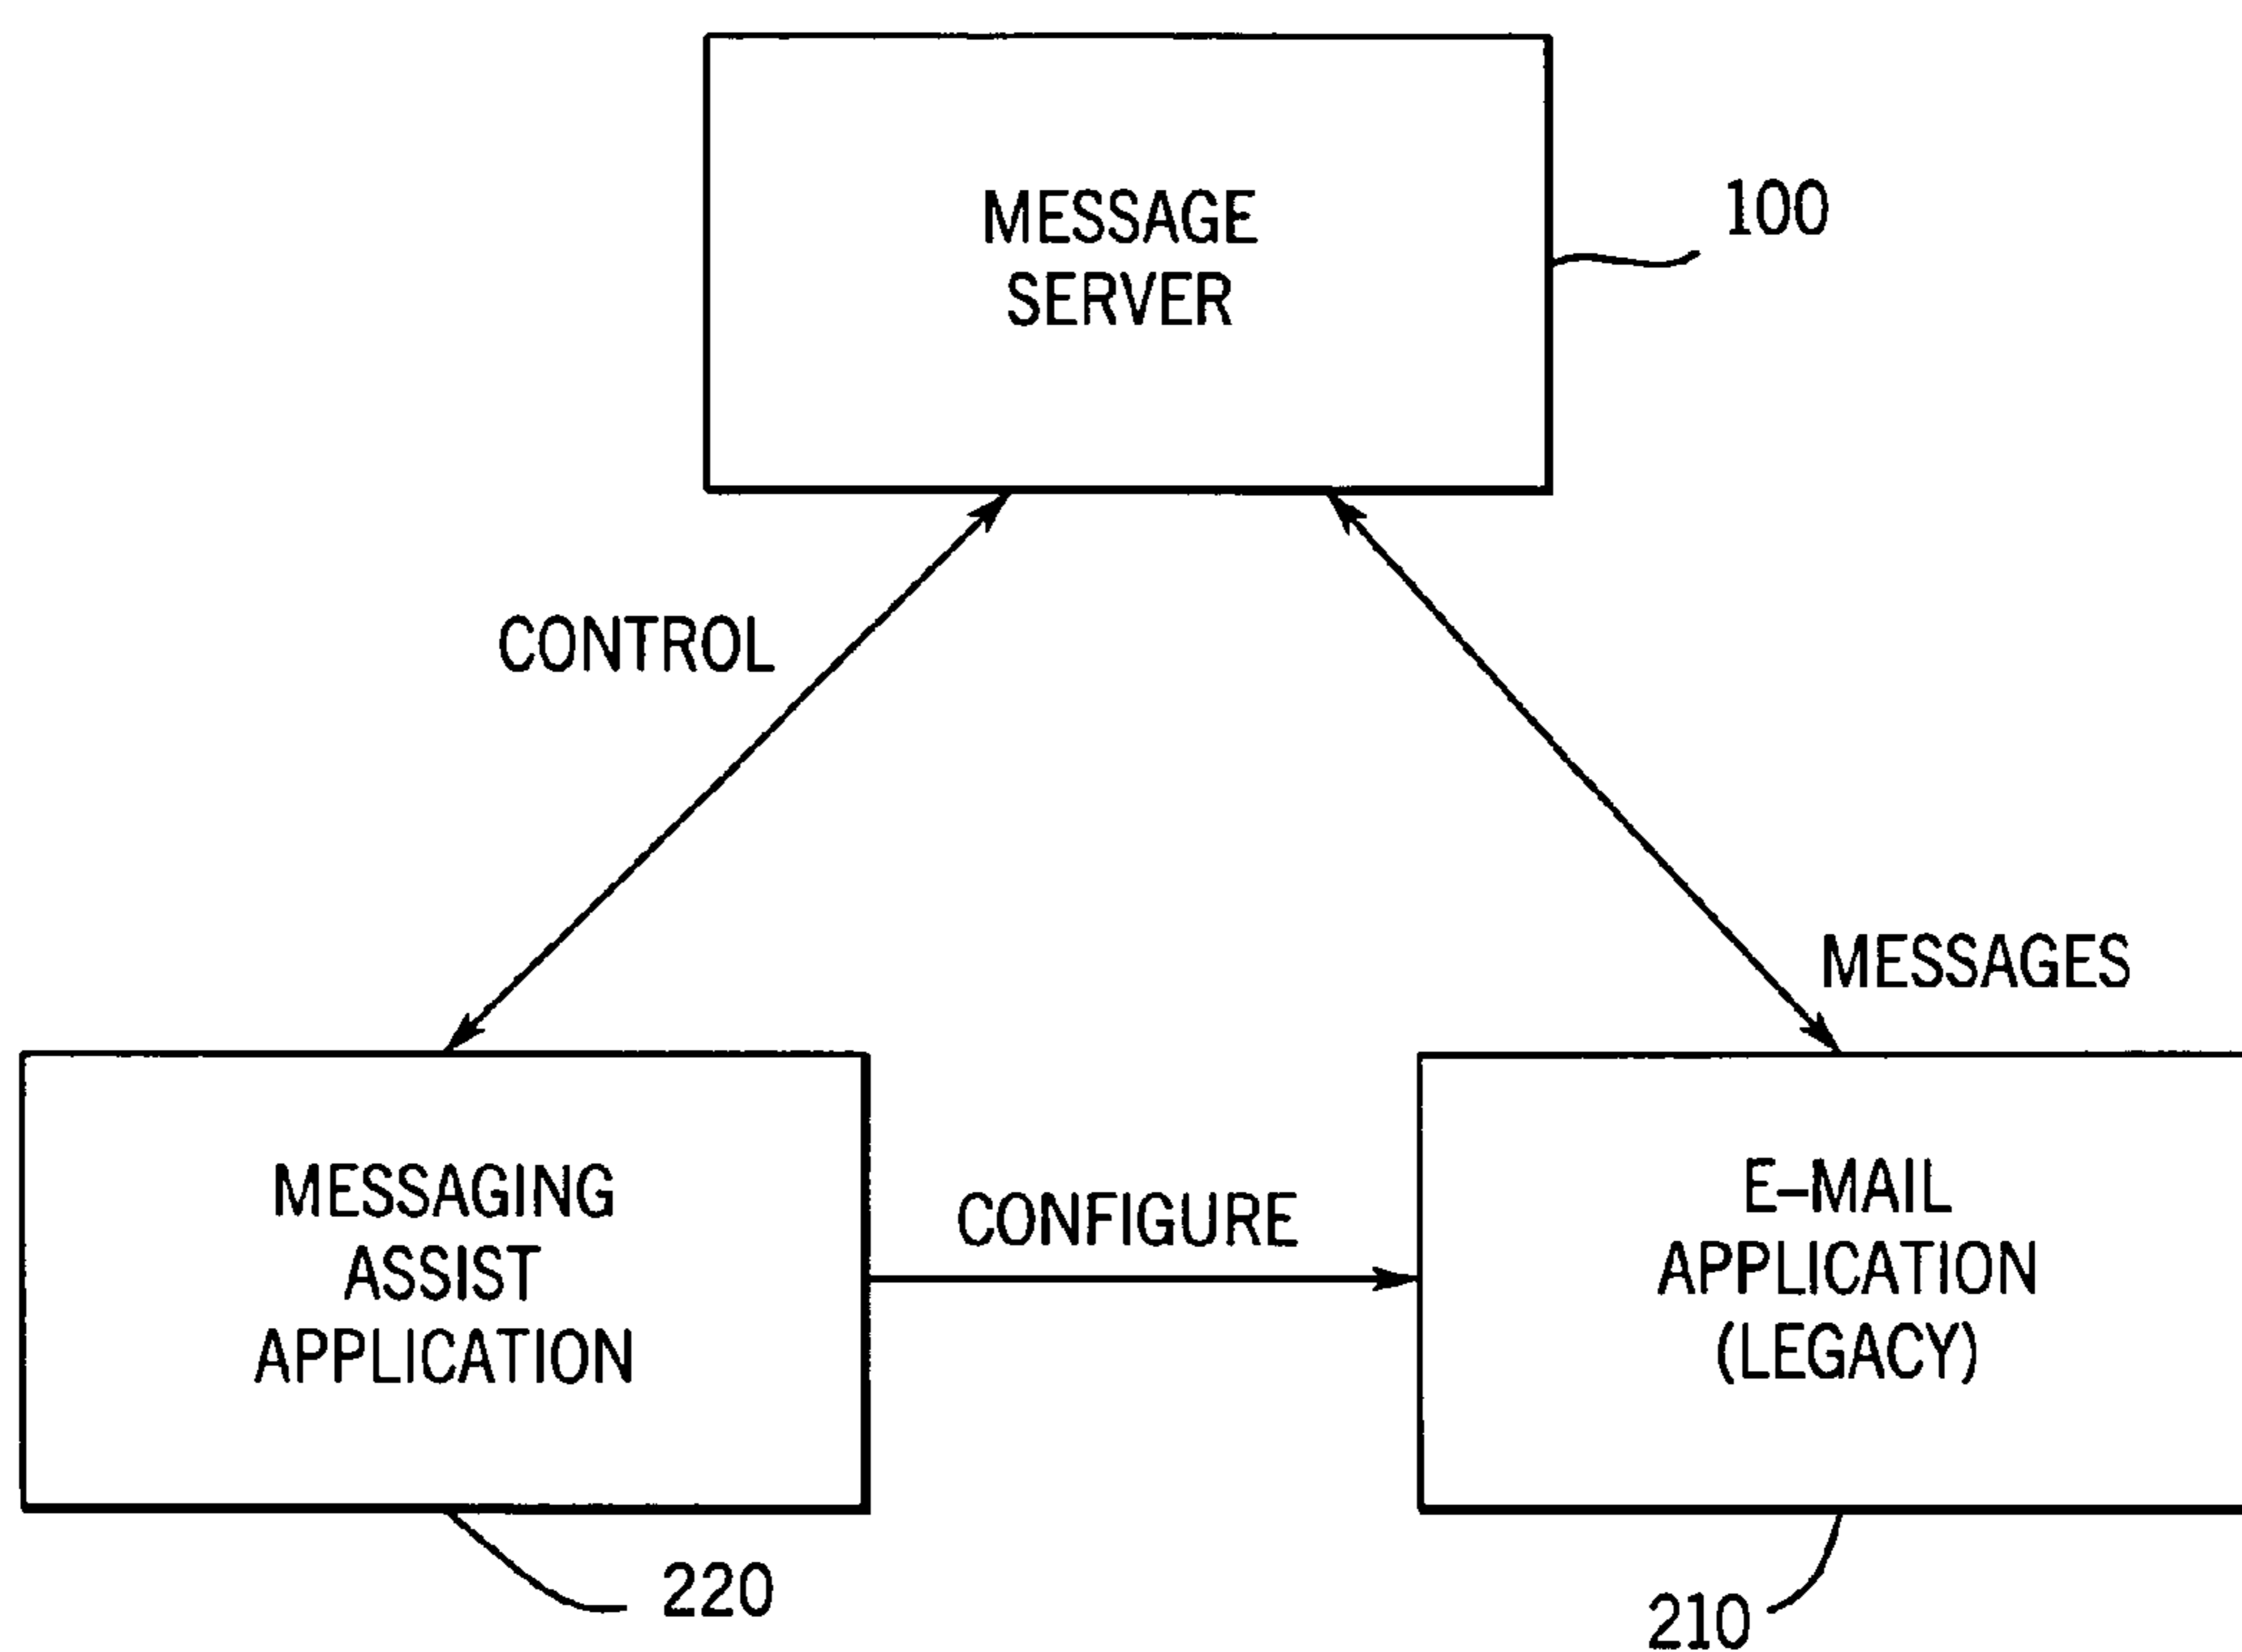 MESSAGE
SERVER
100
CONTROL
MESSAGES
MESSAGING
ASSIST
APPLICATION
CONFIGURE
E–MAIL
APPLICATION
(LEGACY)
220
210